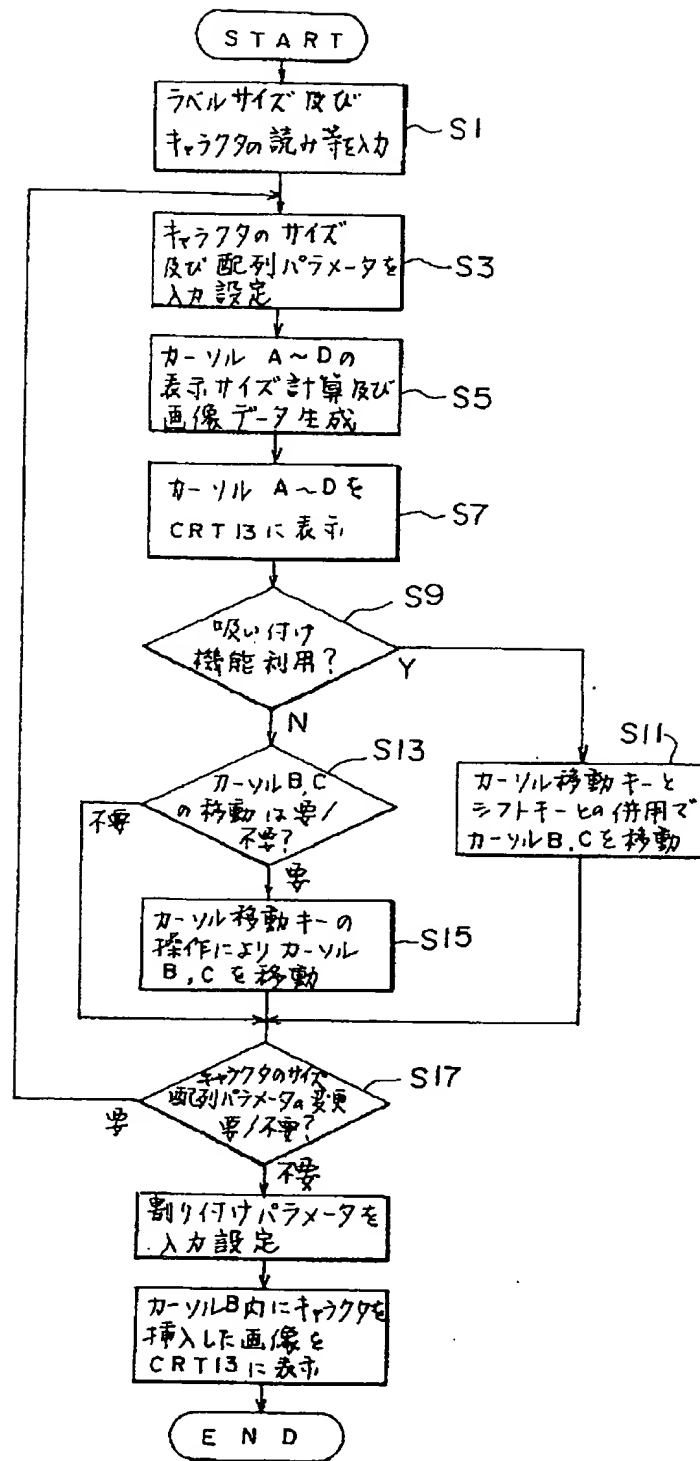 START
ラベルサイズ 及び
キャラクタの読み等を入力
S1
キャラクタの サイズ
及び 配列パラメータを
入力 設定
S3
カーソル A〜Dの
表示サイズ計算及び
画像データ生成
S5
カーソル A〜Dを
CRT13に表示
S7
吸い付け
機能利用?
S9
Y
N
カーソル移動キーと
シフトキーとの併用で
カーソルB,Cを移動
S11
カーソルB,C
の移動は要/
不要?
S13
不要
要
カーソル移動キーの
操作によりカーソル
B,Cを移動
S15
キャラクタのサイズ
配列パラメータの変更
要/不要?
S17
要
不要
割り付けパラメータを
入力設定
カーソルB内にキャラクタを
挿入した画像を
CRT13に表示
END